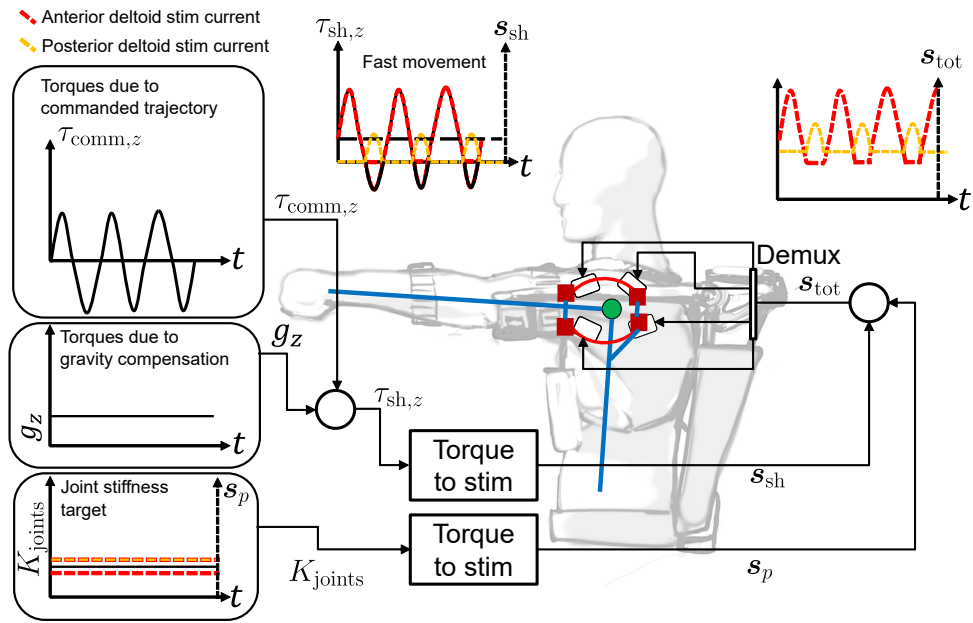 Anterior deltoid stim current
Posterior deltoid stim current
Torques due to
commanded trajectory
τcomm,z
t
τsh,z
ssh
Fast movement
t
stot
t
τcomm,z
Demux
stot
Torques due to
gravity compensation
gz
t
gz
τsh,z
Torque
to stim
ssh
Joint stiffness
target
sp
Kjoints
t
Kjoints
Torque
to stim
sp